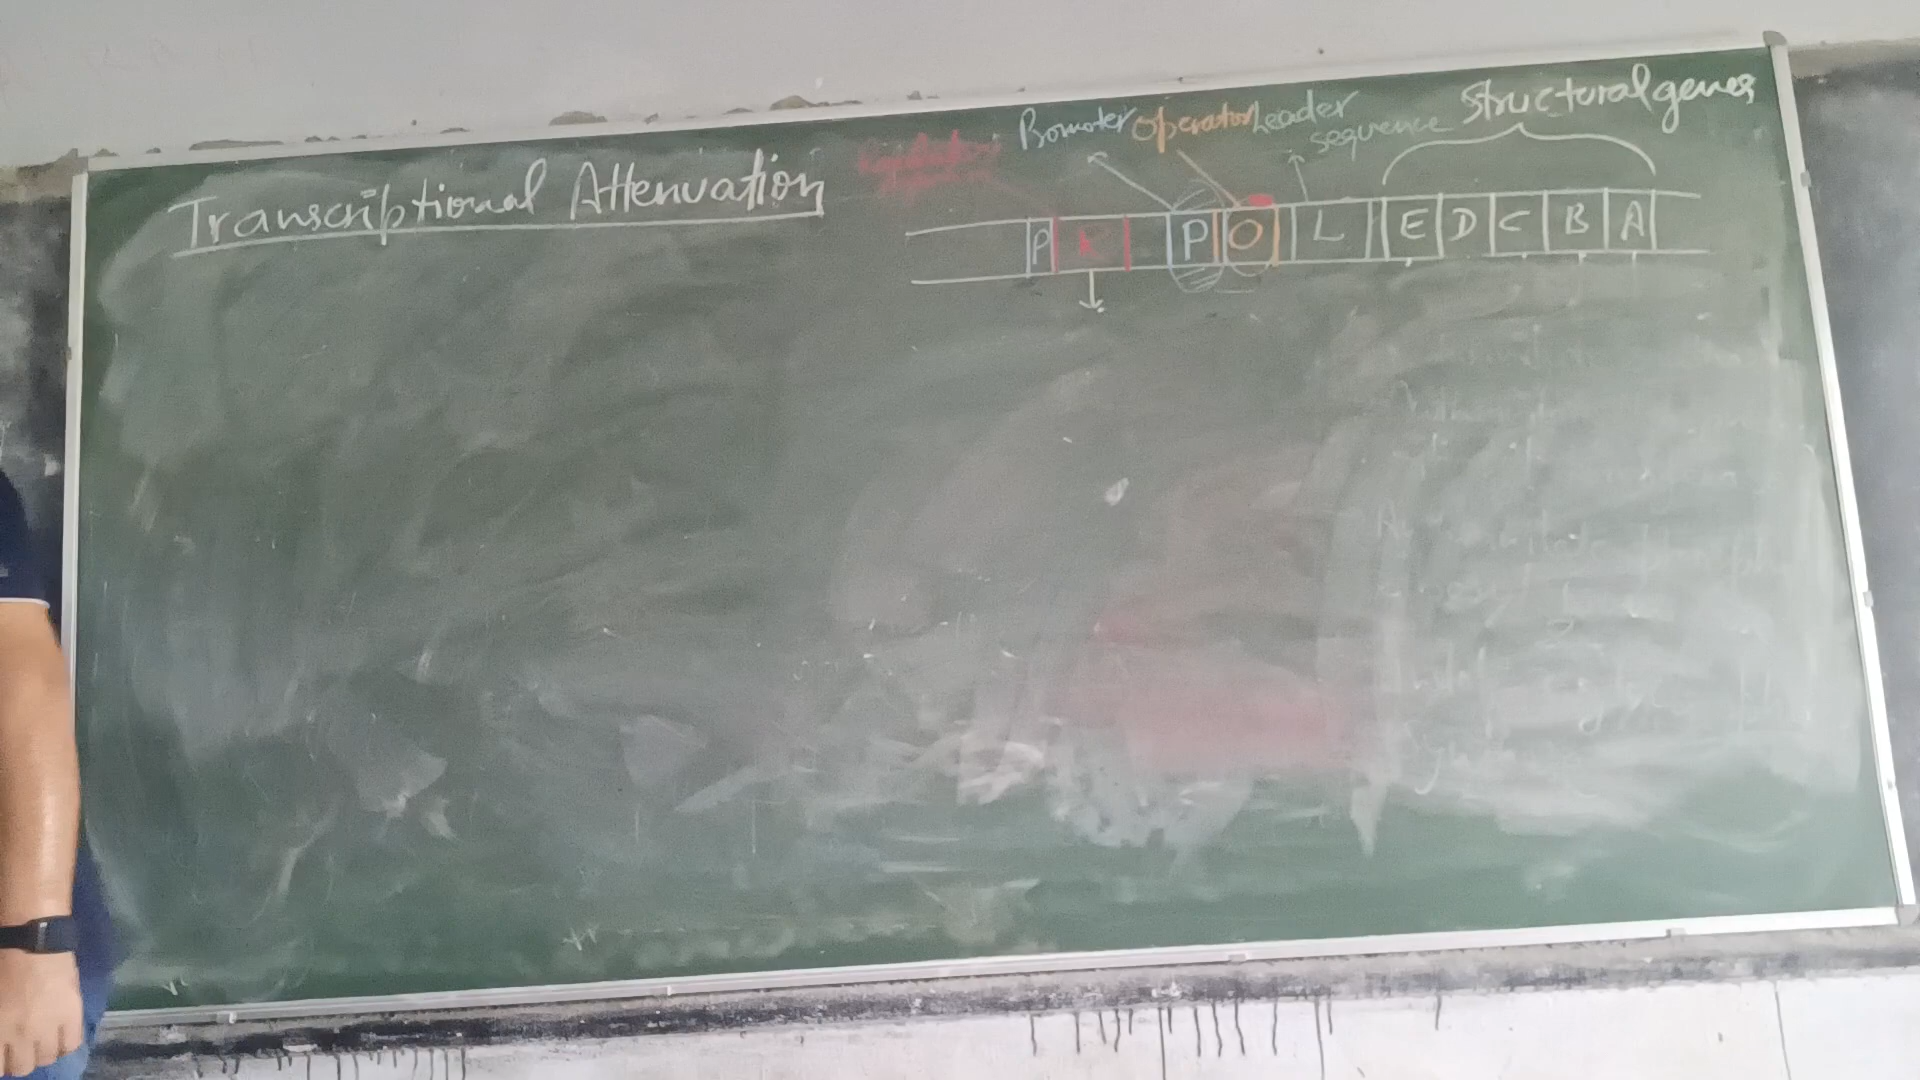 Transcriptional Attenuation
Promoter Operator Leader
sequence
Structural genes
P R P O L E D C B A